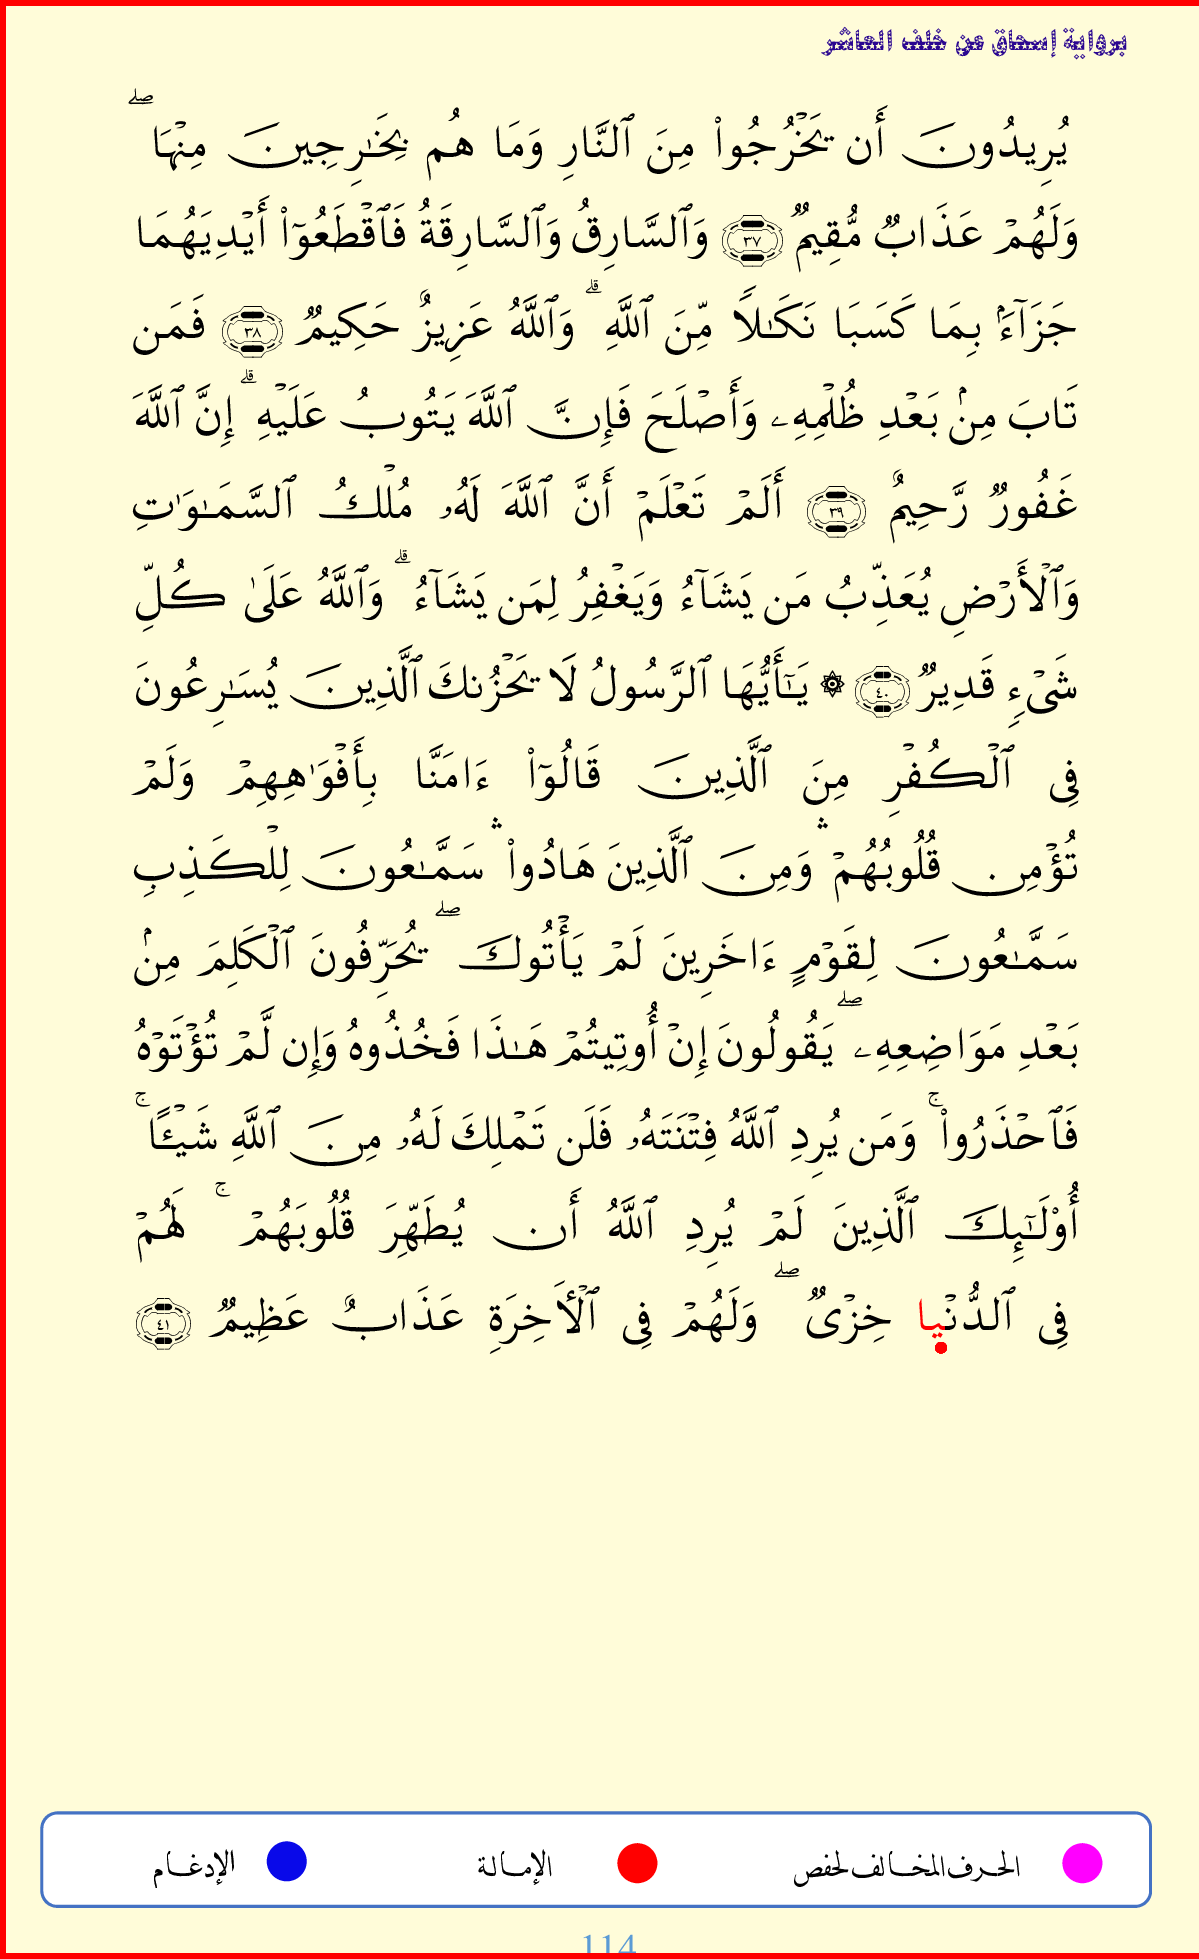 برواية إسحاق عن خلف العاشر
يُرِيدُونَ أَن يَخْرُجُواْ مِنَ ٱلنَّارِ وَمَا هُم بِخَٰرِجِينَ مِنْهَاۖ
وَلَهُمْ عَذَابٌ مُّقِيمٌ ٣٧ وَٱلسَّارِقُ وَٱلسَّارِقَةُ فَٱقْطَعُوٓاْ أَيْدِيَهُمَا
جَزَآءَۢ بِمَا كَسَبَا نَكَٰلاً مِّنَ ٱللَّهِۗ وَٱللَّهُ عَزِيزٌ حَكِيمٌ ٣٨ فَمَن
تَابَ مِنۢ بَعْدِ ظُلْمِهِۦ وَأَصْلَحَ فَإِنَّ ٱللَّهَ يَتُوبُ عَلَيْهِۗ إِنَّ ٱللَّهَ
غَفُورٌ رَّحِيمٌ ٣٩ أَلَمْ تَعْلَمْ أَنَّ ٱللَّهَ لَهُۥ مُلْكُ ٱلسَّمَٰوَٰتِ
وَٱلْأَرْضِ يُعَذِّبُ مَن يَشَآءُ وَيَغْفِرُ لِمَن يَشَآءُۗ وَٱللَّهُ عَلَىٰ كُلِّ
شَىْءٍ قَدِيرٌ ٤٠ ۞ يَٰٓأَيُّهَا ٱلرَّسُولُ لَا يَحْزُنكَ ٱلَّذِينَ يُسَٰرِعُونَ
فِى ٱلْكُفْرِ مِنَ ٱلَّذِينَ قَالُوٓاْ ءَامَنَّا بِأَفْوَٰهِهِمْ وَلَمْ
تُؤْمِن قُلُوبُهُمْۛ وَمِنَ ٱلَّذِينَ هَادُواْۛ سَمَّٰعُونَ لِلْكَذِبِ
سَمَّٰعُونَ لِقَوْمٍ ءَاخَرِينَ لَمْ يَأْتُوكَۖ يُحَرِّفُونَ ٱلْكَلِمَ مِنۢ
بَعْدِ مَوَاضِعِهِۦۖ يَقُولُونَ إِنْ أُوتِيتُمْ هَٰذَا فَخُذُوهُ وَإِن لَّمْ تُؤْتَوْهُ
فَٱحْذَرُواْۚ وَمَن يُرِدِ ٱللَّهُ فِتْنَتَهُۥ فَلَن تَمْلِكَ لَهُۥ مِنَ ٱللَّهِ شَيْـًٔاۚ
أُوْلَٰٓئِكَ ٱلَّذِينَ لَمْ يُرِدِ ٱللَّهُ أَن يُطَهِّرَ قُلُوبَهُمْۚ لَهُمْ
فِى ٱلدُّنْيا خِزْىٌۖ وَلَهُمْ فِى ٱلْأَخِرَةِ عَذَابٌ عَظِيمٌ ٤١
الحرف المخالف لحفص الإمالة الإدغام
114